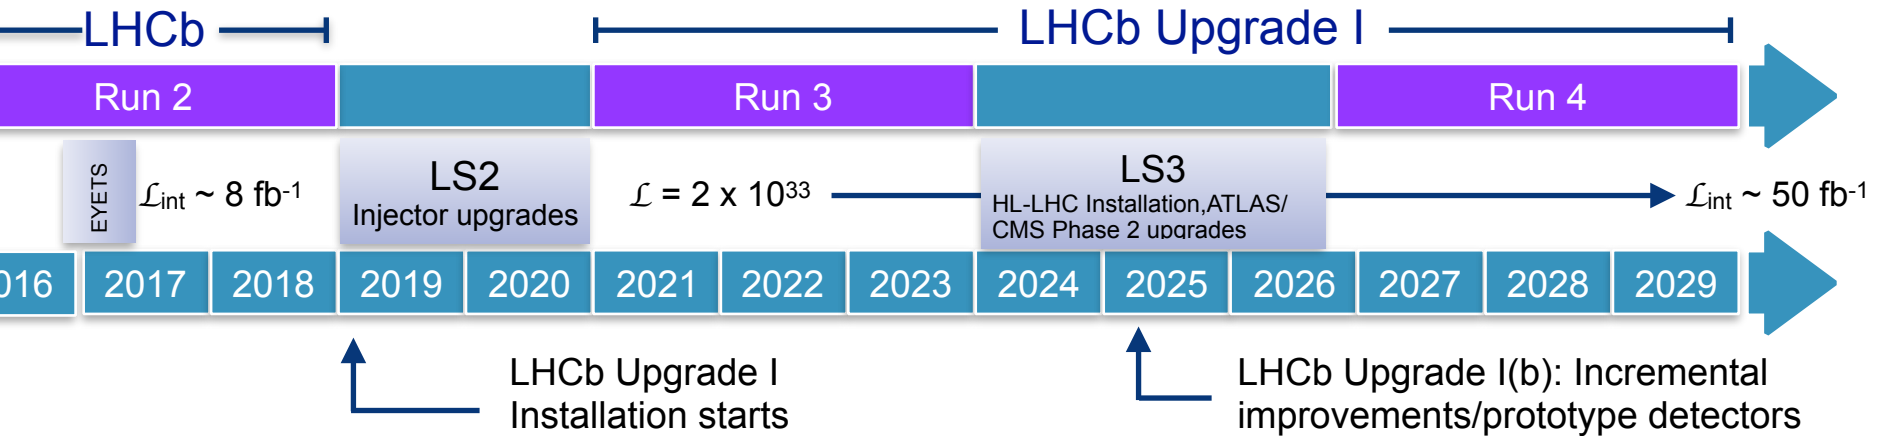 LHCb
LHCb Upgrade I
Run 2
Run 3
Run 4
EYETS
ℒint ~ 8 fb-1
LS2
Injector upgrades
ℒ = 2 x 1033
LS3
HL-LHC Installation,ATLAS/
CMS Phase 2 upgrades
ℒint ~ 50 fb-1
016
2017
2018
2019
2020
2021
2022
2023
2024
2025
2026
2027
2028
2029
LHCb Upgrade I
Installation starts
LHCb Upgrade I(b): Incremental
improvements/prototype detectors